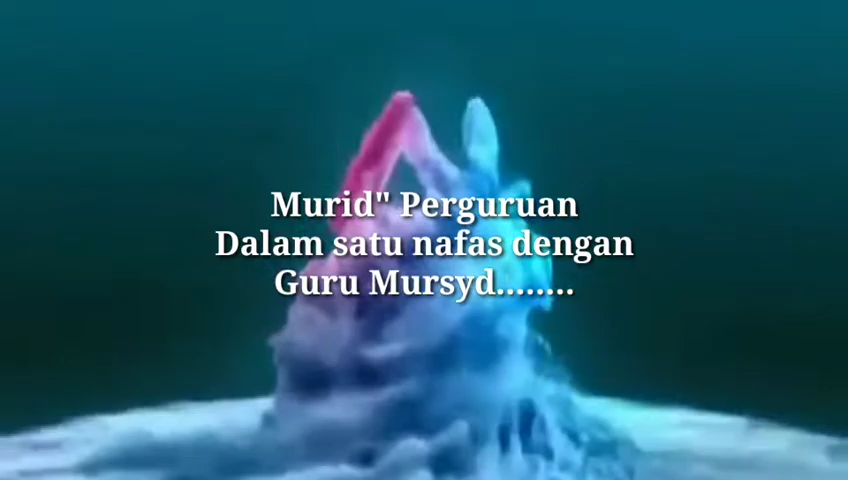 Murid" Perguruan
Dalam satu nafas dengan
Guru Mursyd........